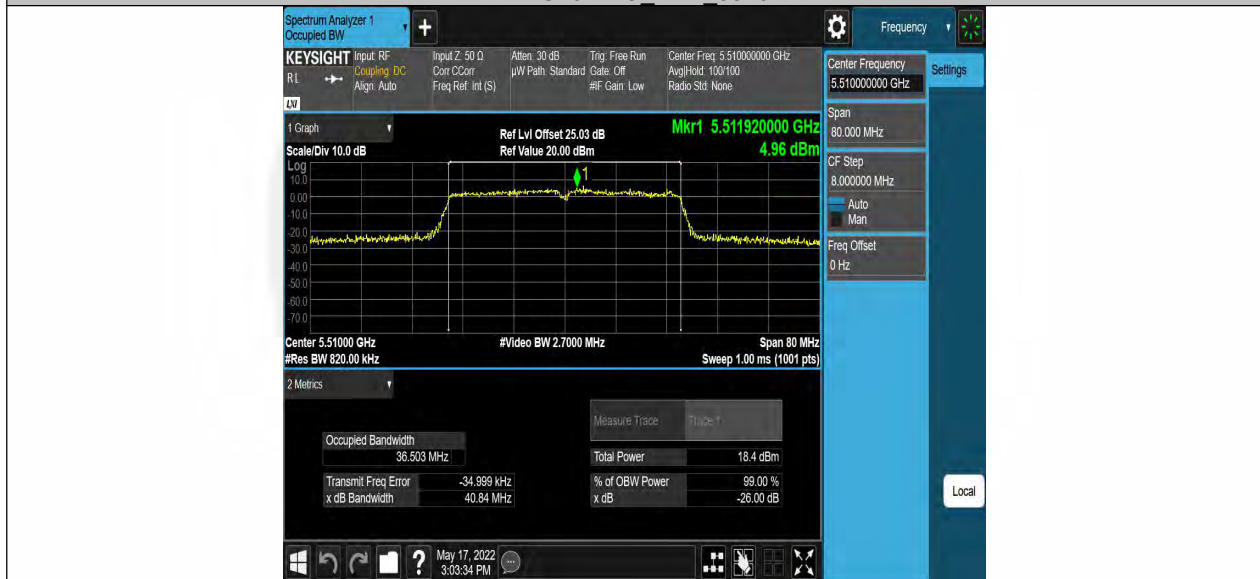 Spectrum Analyzer 1
Occupied BW
Frequency
KEYSIGHT
RL
LXI
Input: RF
Coupling: DC
Align: Auto
Input Z: 50 Ω
Corr CCorr
Freq Ref: Int (S)
Atten: 30 dB
µW Path: Standard
Trig: Free Run
Gate: Off
#IF Gain: Low
Center Freq: 5.510000000 GHz
Avg|Hold: 100/100
Radio Std: None
Center Frequency
5.510000000 GHz
Settings
Span
80.000 MHz
CF Step
8.000000 MHz
Auto
Man
Freq Offset
0 Hz
1 Graph
Scale/Div 10.0 dB
Ref Lvl Offset 25.03 dB
Ref Value 20.00 dBm
Mkr1 5.511920000 GHz
4.96 dBm
Log
10.0
0.00
-10.0
-20.0
-30.0
-40.0
-50.0
-60.0
-70.0
1
Center 5.51000 GHz
#Video BW 2.7000 MHz
Span 80 MHz
#Res BW 820.00 kHz
Sweep 1.00 ms (1001 pts)
2 Metrics
Measure Trace Trace 1
Occupied Bandwidth
36.503 MHz
Total Power 18.4 dBm
Transmit Freq Error -34.999 kHz
% of OBW Power 99.00 %
x dB Bandwidth 40.84 MHz
x dB -26.00 dB
Local
May 17, 2022
3:03:34 PM